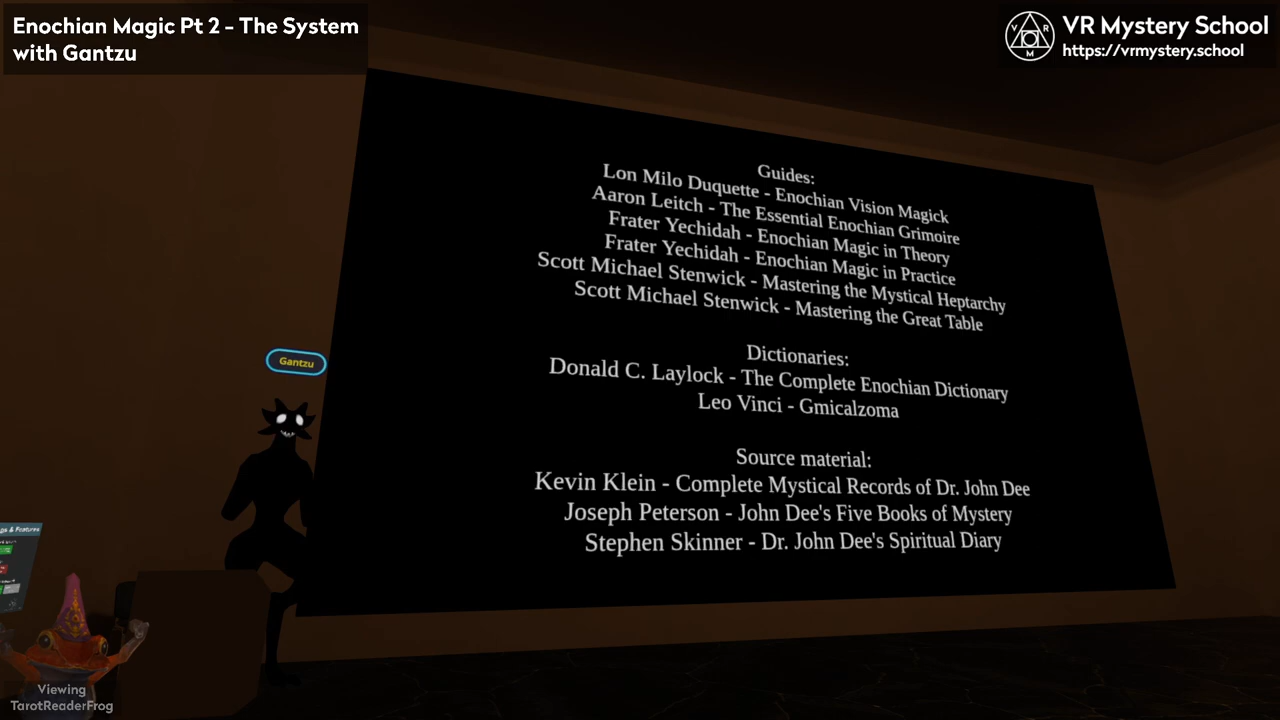 Enochian Magic Pt 2 - The System
with Gantzu
VR Mystery School
https://vrmystery.school
V R
M
Guides:
Lon Milo Duquette - Enochian Vision Magick
Aaron Leitch - The Essential Enochian Grimoire
Frater Yechidah - Enochian Magic in Theory
Frater Yechidah - Enochian Magic in Practice
Scott Michael Stenwick - Mastering the Mystical Heptarchy
Scott Michael Stenwick - Mastering the Great Table
Dictionaries:
Donald C. Laylock - The Complete Enochian Dictionary
Leo Vinci - Gmicalzoma
Source material:
Kevin Klein - Complete Mystical Records of Dr. John Dee
Joseph Peterson - John Dee's Five Books of Mystery
Stephen Skinner - Dr. John Dee's Spiritual Diary
Gantzu
& Features
Viewing
TarotReaderFrog